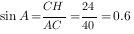 sin A = CH/AC = 24/40 = 0.6